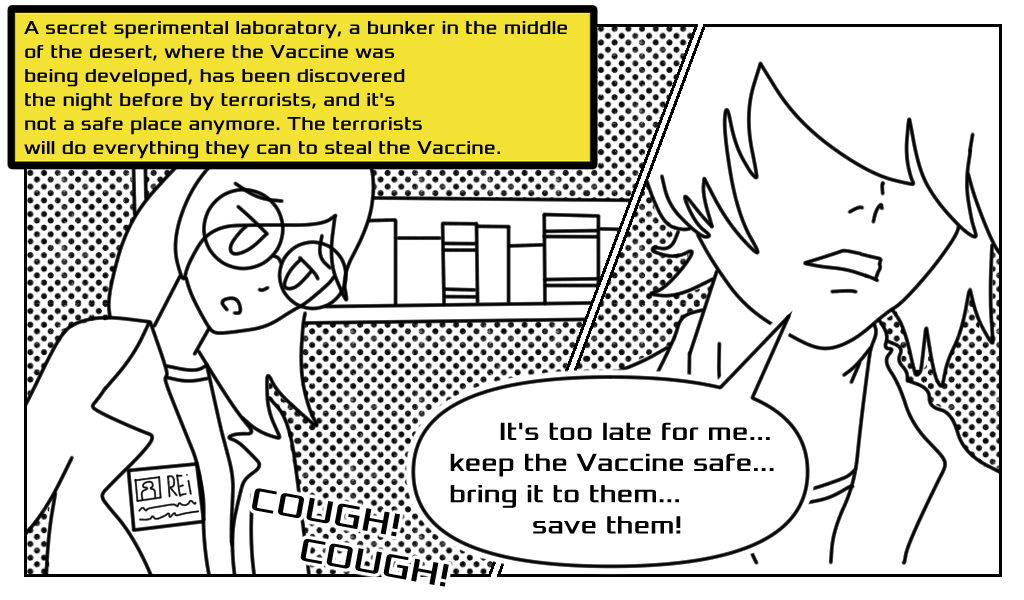 A secret sperimental laboratory, a bunker in the middle
of the desert, where the Vaccine was
being developed, has been discovered
the night before by terrorists, and it's
not a safe place anymore. The terrorists
will do everything they can to steal the Vaccine.
REi
COUGH!
COUGH!
It's too late for me...
keep the Vaccine safe...
bring it to them...
save them!